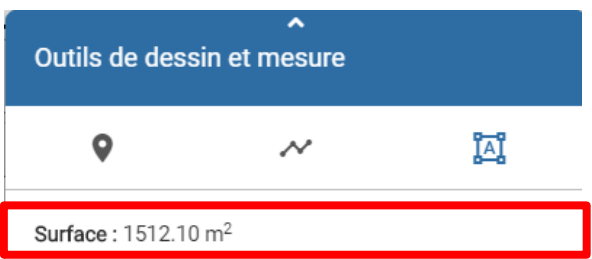 Outils de dessin et mesure
A
Surface : 1512.10 m²